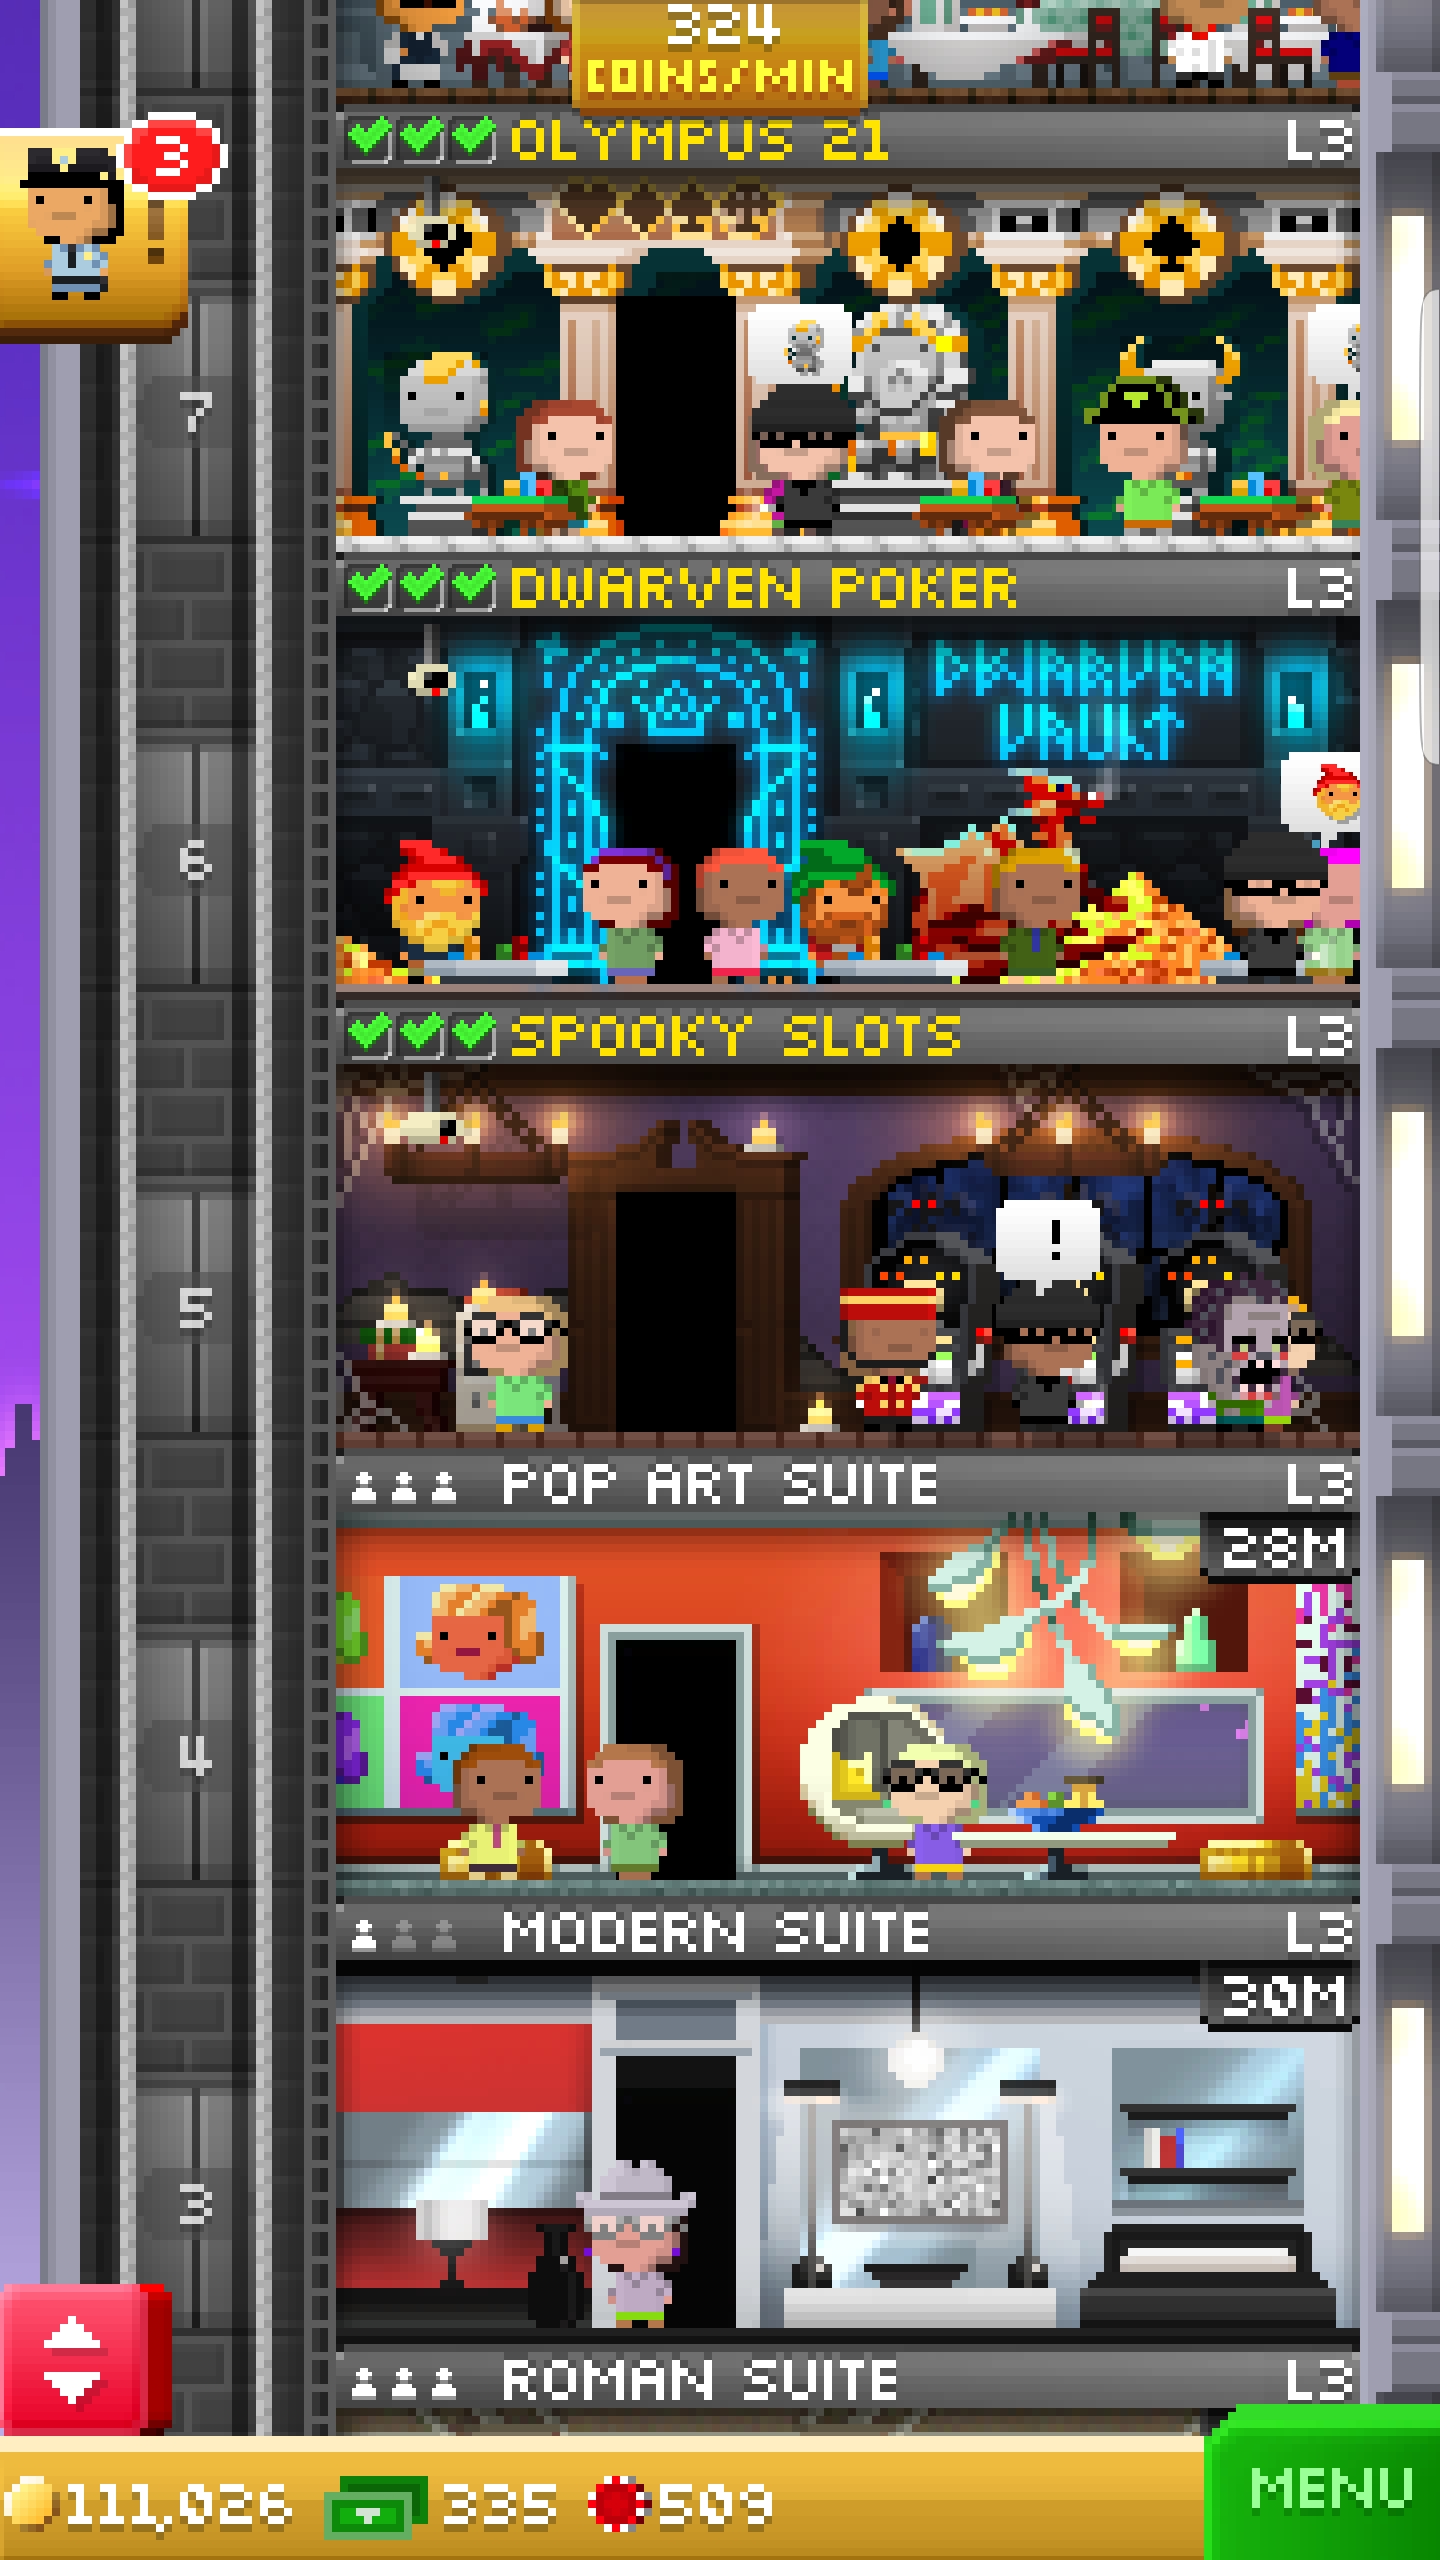 324
COINS/MIN
OLYMPUS 21 L3
3
!
7
DWARVEN POKER L3
DWARVEN
VAULT
6
SPOOKY SLOTS L3
!
5
POP ART SUITE L3
28M
4
MODERN SUITE L3
30M
3
ROMAN SUITE L3
111,026 335 509
MENU